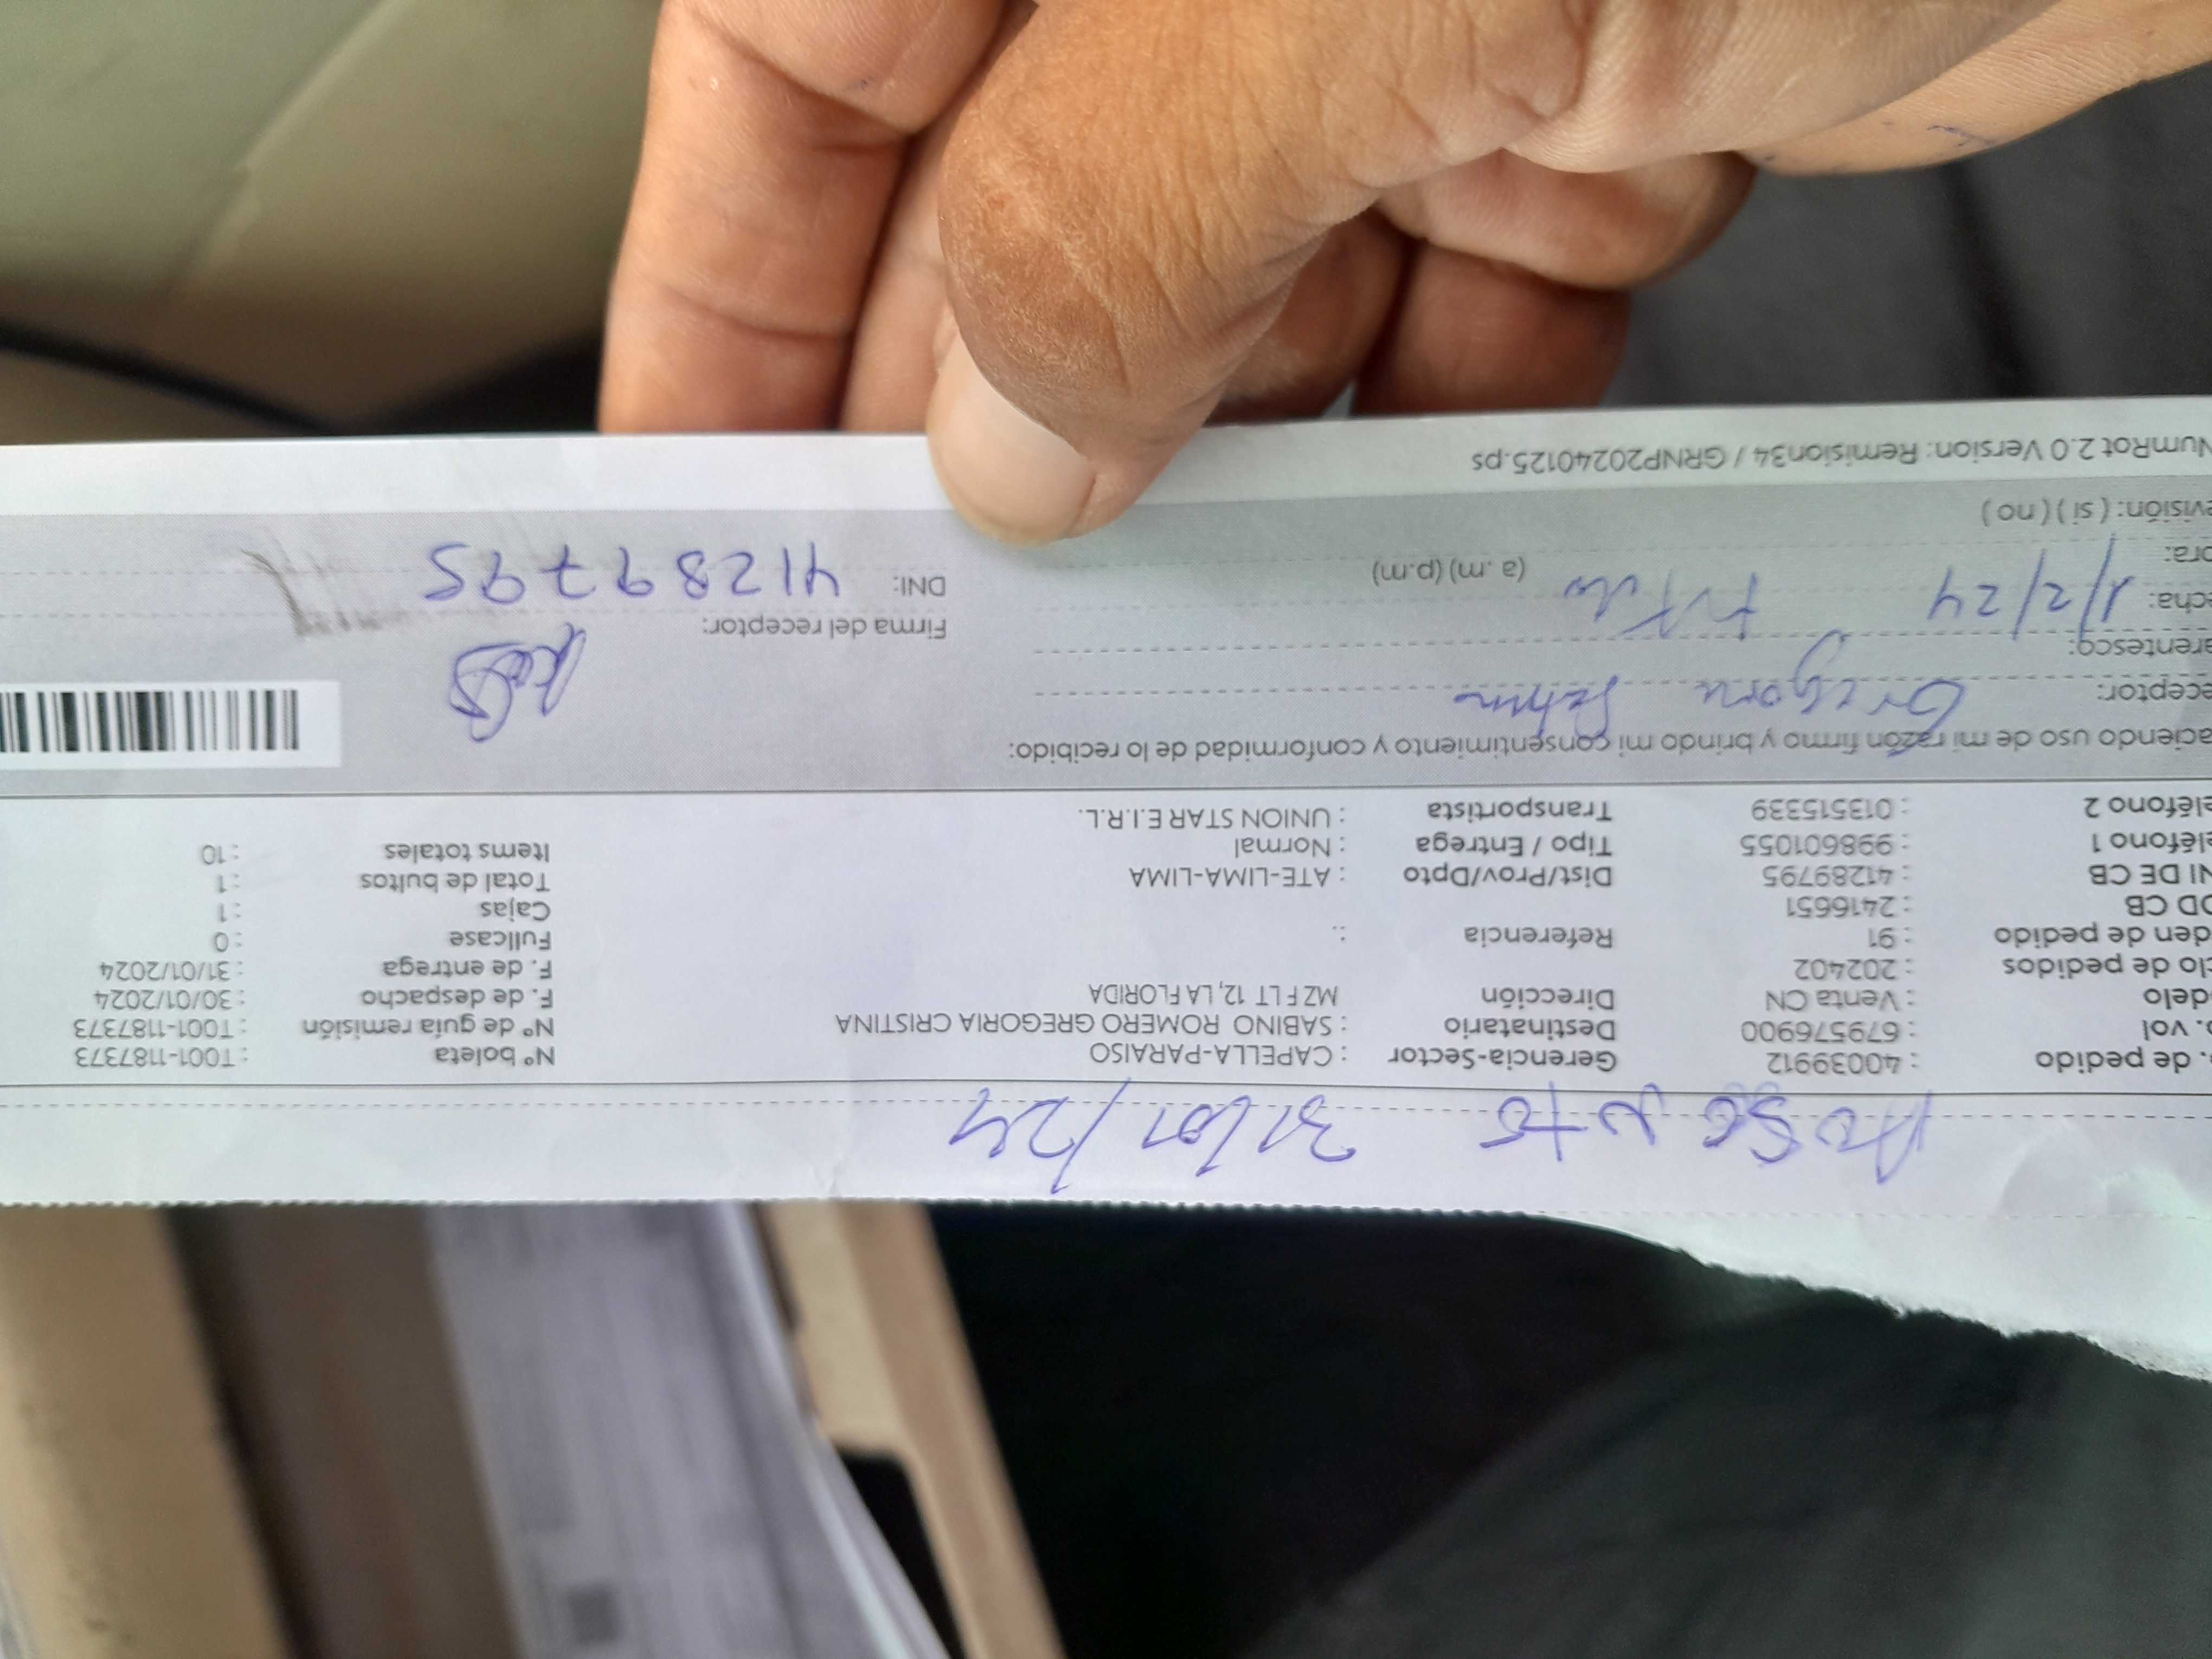 Ausente 31/01/24
. de pedido : 40039912 Gerencia-Sector : CAPELLA-PARAISO Nº boleta : T001-1187373
. vol : 679576900 Destinatario : SABINO ROMERO GREGORIA CRISTINA Nº de guía remisión : T001-1187373
delo : Venta CN Dirección MZ F LT 12, LA FLORIDA F. de despacho : 30/01/2024
clo de pedidos : 202402 F. de entrega : 31/01/2024
den de pedido : 91 Referencia : . Fullcase : 0
OD CB : 2416651 Cajas : 1
NI DE CB : 41289795 Dist/Prov/Dpto : ATE-LIMA-LIMA Total de bultos : 1
eléfono 1 : 998601055 Tipo / Entrega : Normal Items totales : 10
eléfono 2 : 013515339 Transportista : UNION STAR E.I.R.L.
aciendo uso de mi razón firmo y brindo mi consentimiento y conformidad de lo recibido:
eceptor: Gregoria
arentesco: Firma del receptor:
echa: 1/2/24 DNI: 41289795
ora: (a .m) (p.m)
evisión: ( si ) ( no )
NumRot 2.0 Version: Remision34 / GRNP20240125.ps